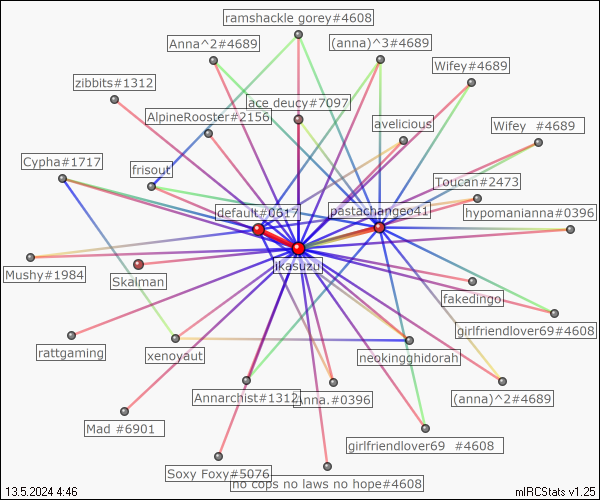 ramshackle gorey#4608
Anna^2#4689
(anna)^3#4689
Wifey#4689
zibbits#1312
ace deucy#7097
AlpineRooster#2156
avelicious
Wifey  #4689
Cypha#1717
frisout
Toucan#2473
default#0617
pastachangeo41
hypomanianna#0396
ikasuzu
Mushy#1984
Skalman
fakedingo
girlfriendlover69#4608
rattgaming
xenoyaut
neokingghidorah
Annarchist#1312
Anna.#0396
(anna)^2#4689
Mad #6901
girlfriendlover69  #4608
Soxy Foxy#5076
no cops no laws no hope#4608
13.5.2024 4:46
mIRCStats v1.25